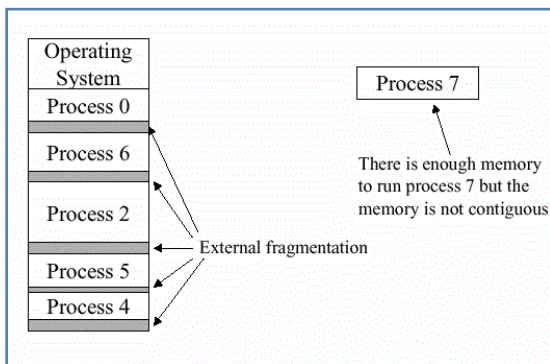 Operating
System
Process 0
Process 6
Process 2
Process 5
Process 4
Process 7
There is enough memory
to run process 7 but the
memory is not contiguous
External fragmentation